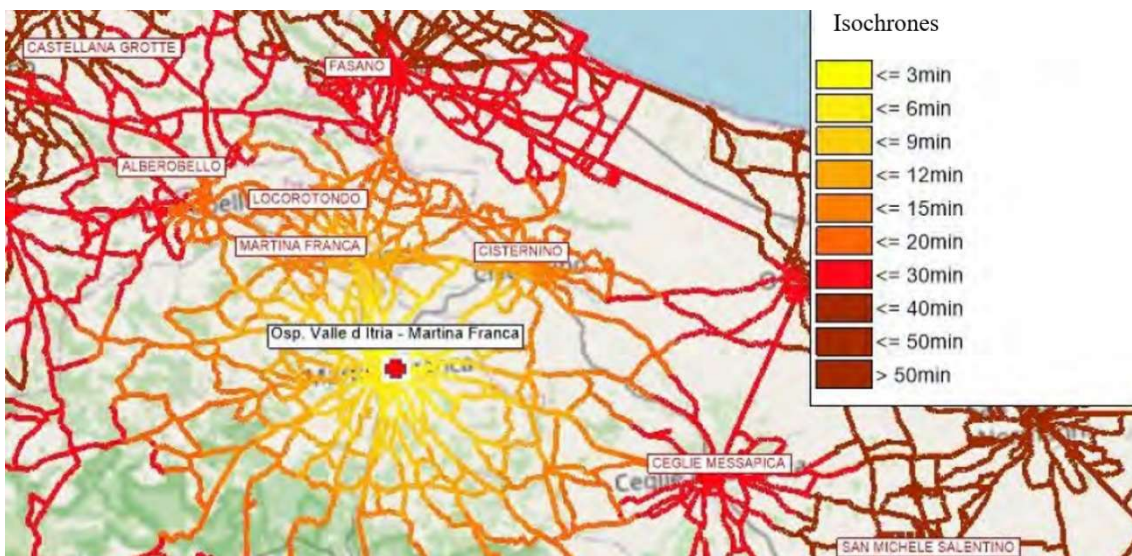 Isochrones
<= 3min
<= 6min
<= 9min
<= 12min
<= 15min
<= 20min
<= 30min
<= 40min
<= 50min
> 50min
CASTELLANA GROTTE
FASANO
ALBEROBELLO
LOCOROTONDO
MARTINA FRANCA
CISTERNINO
Osp. Valle d Itria - Martina Franca
CEGLIE MESSAPICA
Ceglie
SAN MICHELE SALENTINO